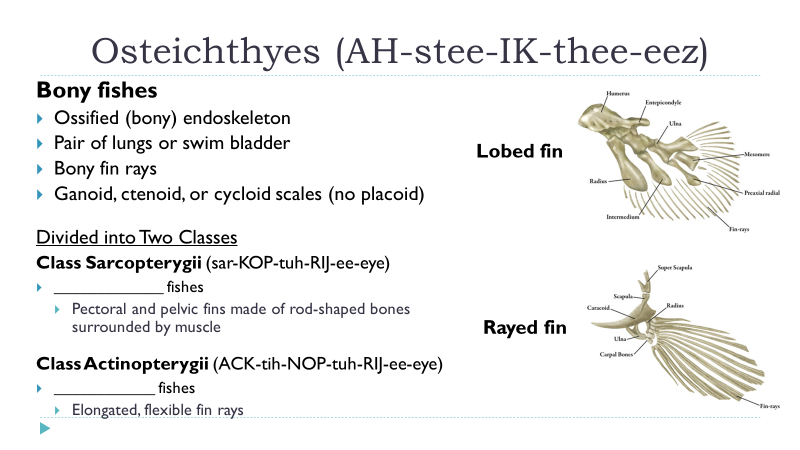 Osteichthyes (AH-stee-IK-thee-eez)
Bony fishes
Ossified (bony) endoskeleton
Pair of lungs or swim bladder
Bony fin rays
Ganoid, ctenoid, or cycloid scales (no placoid)
Divided into Two Classes
Class Sarcopterygii (sar-KOP-tuh-RIJ-ee-eye)
____________ fishes
Pectoral and pelvic fins made of rod-shaped bones
surrounded by muscle
Class Actinopterygii (ACK-tih-NOP-tuh-RIJ-ee-eye)
___________ fishes
Elongated, flexible fin rays
Lobed fin
Humerus
Entepicondyle
Ulna
Mesomere
Radius
Preaxial radial
Intermedium
Fin-rays
Rayed fin
Super Scapula
Scapula
Radius
Coracoid
Ulna
Carpal Bones
Fin-rays